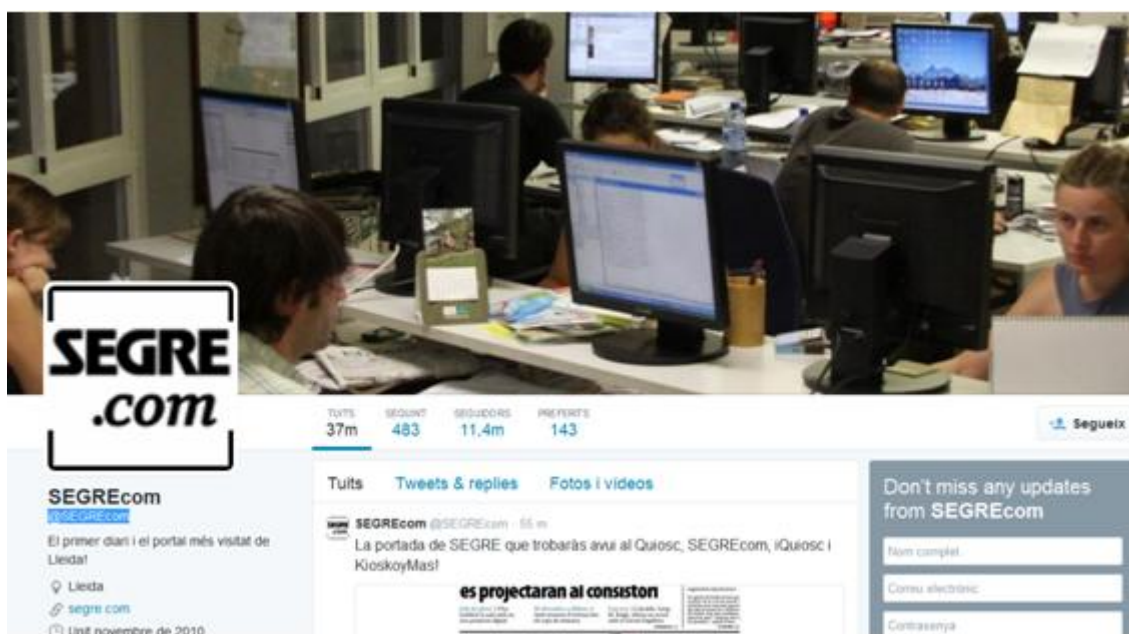 SEGRE
.com
TUITS SEGUINT SEGUIDORS PREFERITS
37m 483 11,4m 143
Segueix
SEGREcom
@SEGREcom
El primer diari i el portal més visitat de
Lleida!
Lleida
segre.com
Unit novembre de 2010
Tuits Tweets & replies Fotos i vídeos
SEGREcom @SEGREcom · 55 m
La portada de SEGRE que trobaràs avui al Quiosc, SEGREcom, iQuiosc i
KioskoyMas!
es projectaran al consistori
Don't miss any updates
from SEGREcom
Nom complet
Correu electrònic
Contrasenya